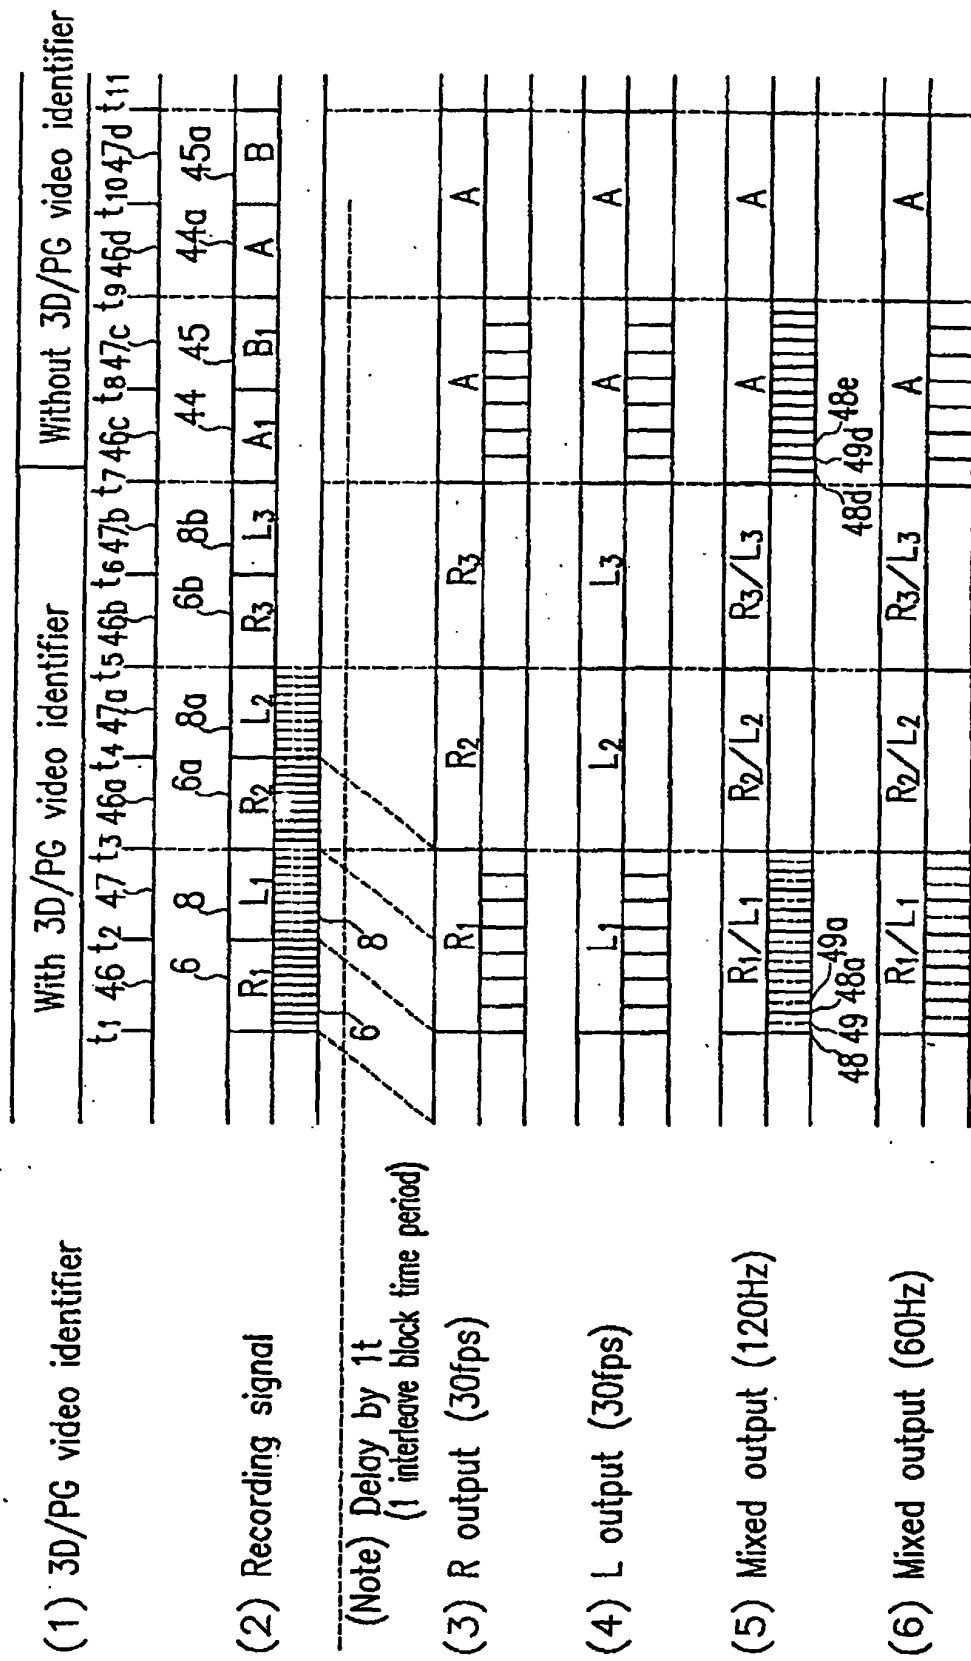 (1) 3D/PG video identifier
With 3D/PG video identifier
Without 3D/PG video identifier
t1 46 t2 47 t3 46a t4 47a t5 46b t6 47b t7 46c t8 47c t9 46d t10 47d t11
6 8 6a 8a 6b 8b 44 45 44a 45a
(2) Recording signal
R1 L1 R2 L2 R3 L3 A1 B1 A B
6 8
(Note) Delay by 1t
(1 interleave block time period)
(3) R output (30fps)
R1 R2 R3 A A
(4) L output (30fps)
L1 L2 L3 A A
(5) Mixed output (120Hz)
R1/L1 R2/L2 R3/L3 A A
48 49 48a 49a 48d 49d 48e
(6) Mixed output (60Hz)
R1/L1 R2/L2 R3/L3 A A